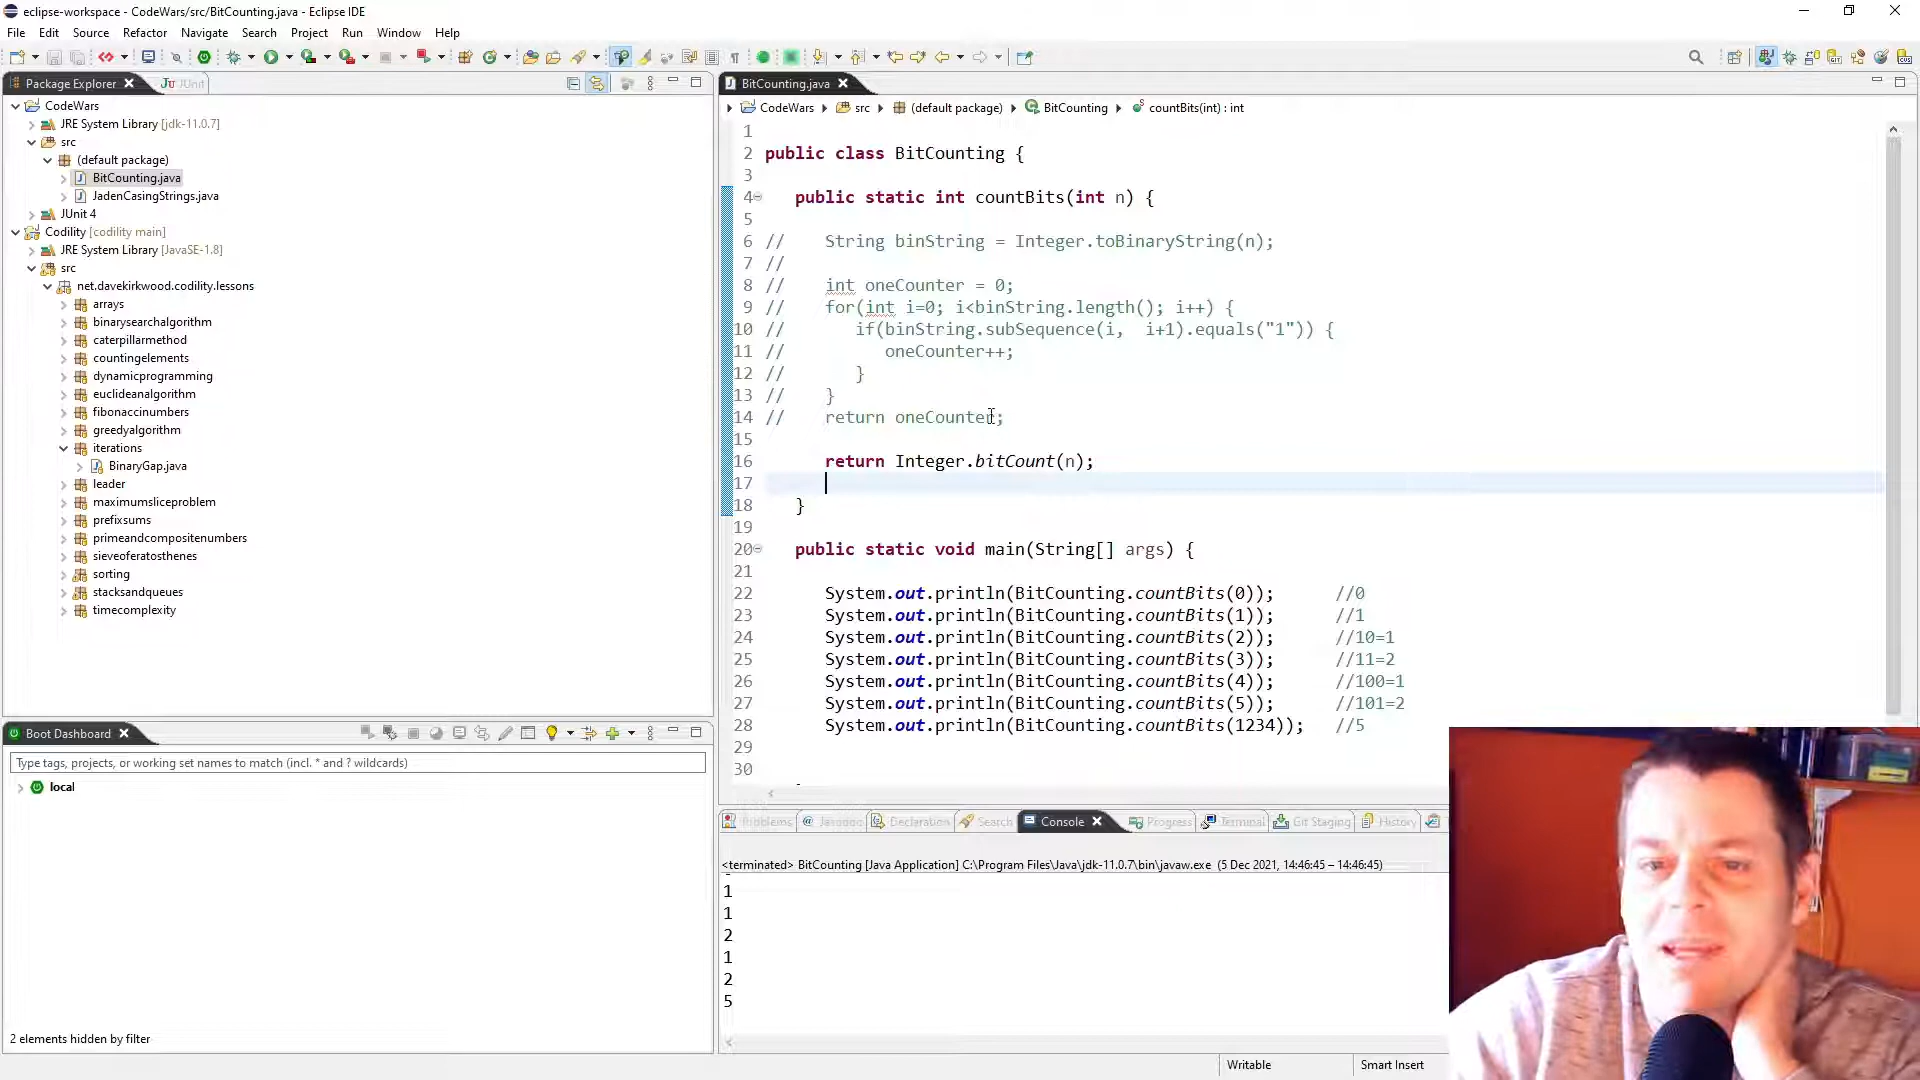 eclipse-workspace - CodeWars/src/BitCounting.java - Eclipse IDE
File Edit Source Refactor Navigate Search Project Run Window Help
Package Explorer JUnit
CodeWars
JRE System Library [jdk-11.0.7]
src
(default package)
BitCounting.java
JadenCasingStrings.java
JUnit 4
Codility [codility main]
JRE System Library [JavaSE-1.8]
src
net.davekirkwood.codility.lessons
arrays
binarysearchalgorithm
caterpillarmethod
countingelements
dynamicprogramming
euclideanalgorithm
fibonaccinumbers
greedyalgorithm
iterations
BinaryGap.java
leader
maximumsliceproblem
prefixsums
primeandcompositenumbers
sieveoferatosthenes
sorting
stacksandqueues
timecomplexity
Boot Dashboard
Type tags, projects, or working set names to match (incl. * and ? wildcards)
local
2 elements hidden by filter
BitCounting.java
CodeWars src (default package) BitCounting countBits(int) : int
1
2 public class BitCounting {
3
4 public static int countBits(int n) {
5
6 // String binString = Integer.toBinaryString(n);
7 //
8 // int oneCounter = 0;
9 // for(int i=0; i<binString.length(); i++) {
10 // if(binString.subSequence(i, i+1).equals("1")) {
11 // oneCounter++;
12 // }
13 // }
14 // return oneCounter;
15
16 return Integer.bitCount(n);
17
18 }
19
20 public static void main(String[] args) {
21
22 System.out.println(BitCounting.countBits(0)); //0
23 System.out.println(BitCounting.countBits(1)); //1
24 System.out.println(BitCounting.countBits(2)); //10=1
25 System.out.println(BitCounting.countBits(3)); //11=2
26 System.out.println(BitCounting.countBits(4)); //100=1
27 System.out.println(BitCounting.countBits(5)); //101=2
28 System.out.println(BitCounting.countBits(1234)); //5
29
30
Problems Javadoc Declaration Search Console Progress Terminal Git Staging History
<terminated> BitCounting [Java Application] C:\Program Files\Java\jdk-11.0.7\bin\javaw.exe (5 Dec 2021, 14:46:45 – 14:46:45)
1
1
2
1
2
5
Writable Smart Insert